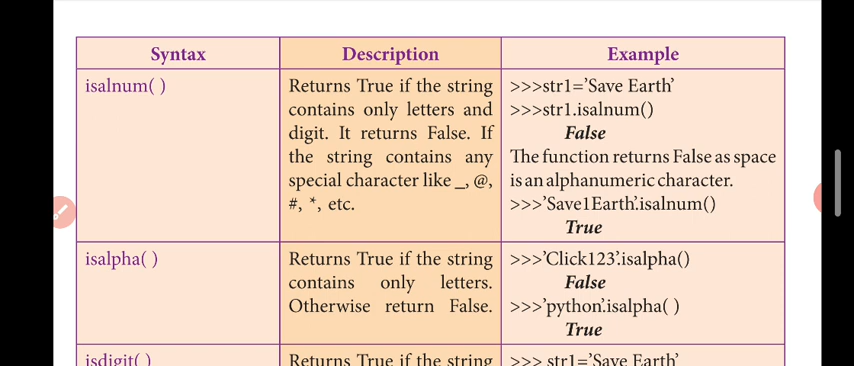 Syntax
Description
Example
isalnum( )
Returns True if the string
contains only letters and
digit. It returns False. If
the string contains any
special character like _, @,
#, *, etc.
>>>str1=’Save Earth’
>>>str1.isalnum()
False
The function returns False as space
is an alphanumeric character.
>>>’Save1Earth’.isalnum()
True
isalpha( )
Returns True if the string
contains only letters.
Otherwise return False.
>>>’Click123’.isalpha()
False
>>>’python’.isalpha( )
True
isdigit( )
Returns True if the string
>>> str1=’Save Earth’